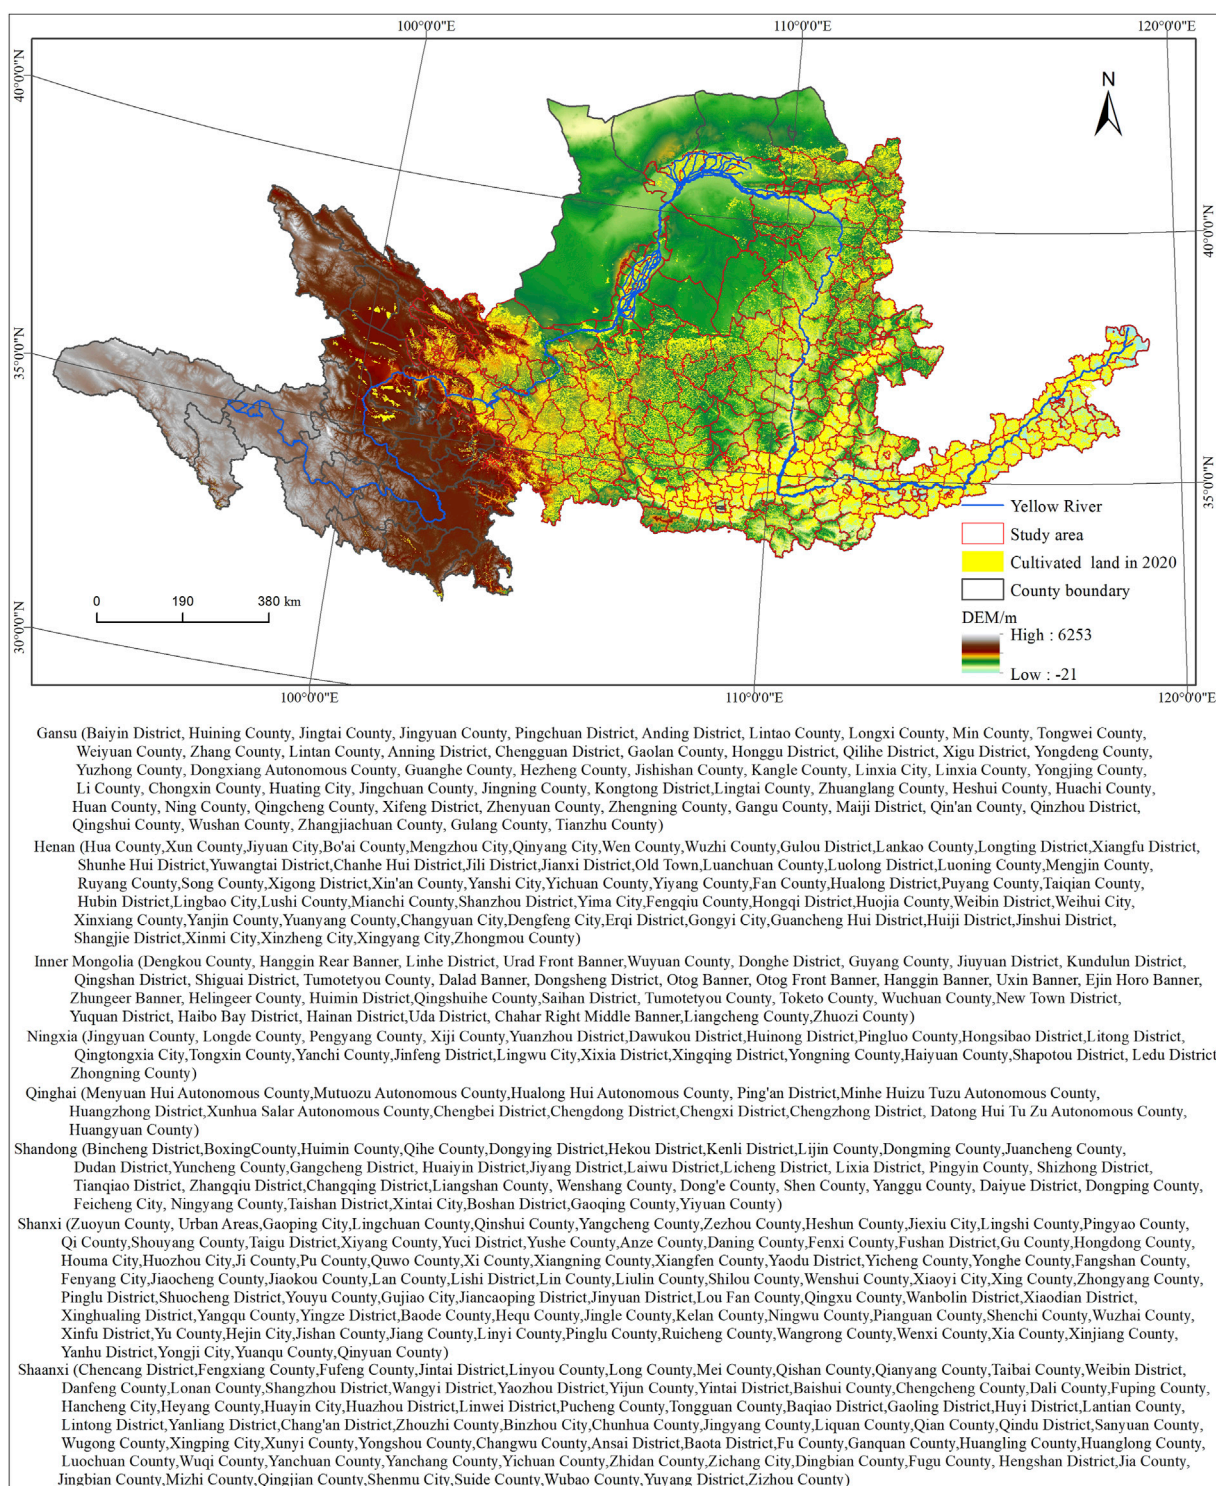 100°0'0"E
110°0'0"E
120°0'0"E
40°0'0"N
N
40°0'0"N
35°0'0"N
35°0'0"N
Yellow River
Study area
Cultivated land in 2020
County boundary
0 190 380 km
DEM/m
High : 6253
Low : -21
30°0'0"N
100°0'0"E
110°0'0"E
120°0'0"E
Gansu (Baiyin District, Huining County, Jingtai County, Jingyuan County, Pingchuan District, Anding District, Lintao County, Longxi County, Min County, Tongwei County,
Weiyuan County, Zhang County, Lintan County, Anning District, Chengguan District, Gaolan County, Honggu District, Qilihe District, Xigu District, Yongdeng County,
Yuzhong County, Dongxiang Autonomous County, Guanghe County, Hezheng County, Jishishan County, Kangle County, Linxia City, Linxia County, Yongjing County,
Li County, Chongxin County, Huating City, Jingchuan County, Jingning County, Kongtong District,Lingtai County, Zhuanglang County, Heshui County, Huachi County,
Huan County, Ning County, Qingcheng County, Xifeng District, Zhenyuan County, Zhengning County, Gangu County, Maiji District, Qin'an County, Qinzhou District,
Qingshui County, Wushan County, Zhangjiachuan County, Gulang County, Tianzhu County)
Henan (Hua County,Xun County,Jiyuan City,Bo'ai County,Mengzhou City,Qinyang City,Wen County,Wuzhi County,Gulou District,Lankao County,Longting District,Xiangfu District,
Shunhe Hui District,Yuwangtai District,Chanhe Hui District,Jili District,Jianxi District,Old Town,Luanchuan County,Luolong District,Luoning County,Mengjin County,
Ruyang County,Song County,Xigong District,Xin'an County,Yanshi City,Yichuan County,Yiyang County,Fan County,Hualong District,Puyang County,Taiqian County,
Hubin District,Lingbao City,Lushi County,Mianchi County,Shanzhou District,Yima City,Fengqiu County,Hongqi District,Huojia County,Weibin District,Weihui City,
Xinxiang County,Yanjin County,Yuanyang County,Changyuan City,Dengfeng City,Erqi District,Gongyi City,Guancheng Hui District,Huiji District,Jinshui District,
Shangjie District,Xinmi City,Xinzheng City,Xingyang City,Zhongmou County)
Inner Mongolia (Dengkou County, Hanggin Rear Banner, Linhe District, Urad Front Banner,Wuyuan County, Donghe District, Guyang County, Jiuyuan District, Kundulun District,
Qingshan District, Shiguai District, Tumotetyou County, Dalad Banner, Dongsheng District, Otog Banner, Otog Front Banner, Hanggin Banner, Uxin Banner, Ejin Horo Banner,
Zhungeer Banner, Helingeer County, Huimin District,Qingshuihe County,Saihan District, Tumotetyou County, Toketo County, Wuchuan County,New Town District,
Yuquan District, Haibo Bay District, Hainan District,Uda District, Chahar Right Middle Banner,Liangcheng County,Zhuozi County)
Ningxia (Jingyuan County, Longde County, Pengyang County, Xiji County,Yuanzhou District,Dawukou District,Huinong District,Pingluo County,Hongsibao District,Litong District,
Qingtongxia City,Tongxin County,Yanchi County,Jinfeng District,Lingwu City,Xixia District,Xingqing District,Yongning County,Haiyuan County,Shapotou District, Ledu District
Zhongning County)
Qinghai (Menyuan Hui Autonomous County,Mutuozu Autonomous County,Hualong Hui Autonomous County, Ping'an District,Minhe Huizu Tuzu Autonomous County,
Huangzhong District,Xunhua Salar Autonomous County,Chengbei District,Chengdong District,Chengxi District,Chengzhong District, Datong Hui Tu Zu Autonomous County,
Huangyuan County)
Shandong (Bincheng District,BoxingCounty,Huimin County,Qihe County,Dongying District,Hekou District,Kenli District,Lijin County,Dongming County,Juancheng County,
Dudan District,Yuncheng County,Gangcheng District, Huaiyin District,Jiyang District,Laiwu District,Licheng District, Lixia District, Pingyin County, Shizhong District,
Tianqiao District, Zhangqiu District,Changqing District,Liangshan County, Wenshang County, Dong'e County, Shen County, Yanggu County, Daiyue District, Dongping County,
Feicheng City, Ningyang County,Taishan District,Xintai City,Boshan District,Gaoqing County,Yiyuan County)
Shanxi (Zuoyun County, Urban Areas,Gaoping City,Lingchuan County,Qinshui County,Yangcheng County,Zezhou County,Heshun County,Jiexiu City,Lingshi County,Pingyao County,
Qi County,Shouyang County,Taigu District,Xiyang County,Yuci District,Yushe County,Anze County,Daning County,Fenxi County,Fushan District,Gu County,Hongdong County,
Houma City,Huozhou City,Ji County,Pu County,Quwo County,Xi County,Xiangning County,Xiangfen County,Yaodu District,Yicheng County,Yonghe County,Fangshan County,
Fenyang City,Jiaocheng County,Jiaokou County,Lan County,Lishi District,Lin County,Liulin County,Shilou County,Wenshui County,Xiaoyi City,Xing County,Zhongyang County,
Pinglu District,Shuocheng District,Youyu County,Gujiao City,Jiancaoping District,Jinyuan District,Lou Fan County,Qingxu County,Wanbolin District,Xiaodian District,
Xinghualing District,Yangqu County,Yingze District,Baode County,Hequ County,Jingle County,Kelan County,Ningwu County,Pianguan County,Shenchi County,Wuzhai County,
Xinfu District,Yu County,Hejin City,Jishan County,Jiang County,Linyi County,Pinglu County,Ruicheng County,Wangrong County,Wenxi County,Xia County,Xinjiang County,
Yanhu District,Yongji City,Yuanqu County,Qinyuan County)
Shaanxi (Chencang District,Fengxiang County,Fufeng County,Jintai District,Linyou County,Long County,Mei County,Qishan County,Qianyang County,Taibai County,Weibin District,
Danfeng County,Lonan County,Shangzhou District,Wangyi District,Yaozhou District,Yijun County,Yintai District,Baishui County,Chengcheng County,Dali County,Fuping County,
Hancheng City,Heyang County,Huayin City,Huazhou District,Linwei District,Pucheng County,Tongguan County,Baqiao District,Gaoling District,Huyi District,Lantian County,
Lintong District,Yanliang District,Chang'an District,Zhouzhi County,Binzhou City,Chunhua County,Jingyang County,Liquan County,Qian County,Qindu District,Sanyuan County,
Wugong County,Xingping City,Xunyi County,Yongshou County,Changwu County,Ansai District,Baota District,Fu County,Ganquan County,Huangling County,Huanglong County,
Luochuan County,Wuqi County,Yanchuan County,Yanchang County,Yichuan County,Zhidan County,Zichang City,Dingbian County,Fugu County, Hengshan District,Jia County,
Jingbian County,Mizhi County,Qingjian County,Shenmu City,Suide County,Wubao County,Yuyang District,Zizhou County)